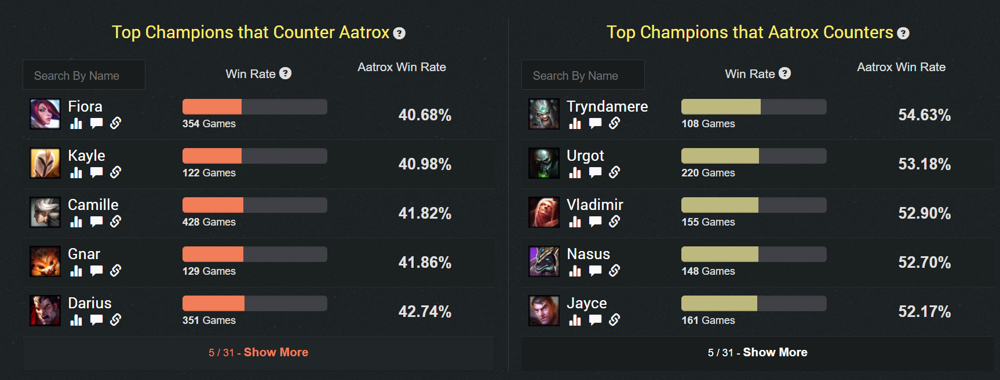 Top Champions that Counter Aatrox ?
Search By Name
Win Rate ?
Aatrox Win Rate
Fiora
354 Games
40.68%
Kayle
122 Games
40.98%
Camille
428 Games
41.82%
Gnar
129 Games
41.86%
Darius
351 Games
42.74%
5 / 31 - Show More
Top Champions that Aatrox Counters ?
Search By Name
Win Rate ?
Aatrox Win Rate
Tryndamere
108 Games
54.63%
Urgot
220 Games
53.18%
Vladimir
155 Games
52.90%
Nasus
148 Games
52.70%
Jayce
161 Games
52.17%
5 / 31 - Show More